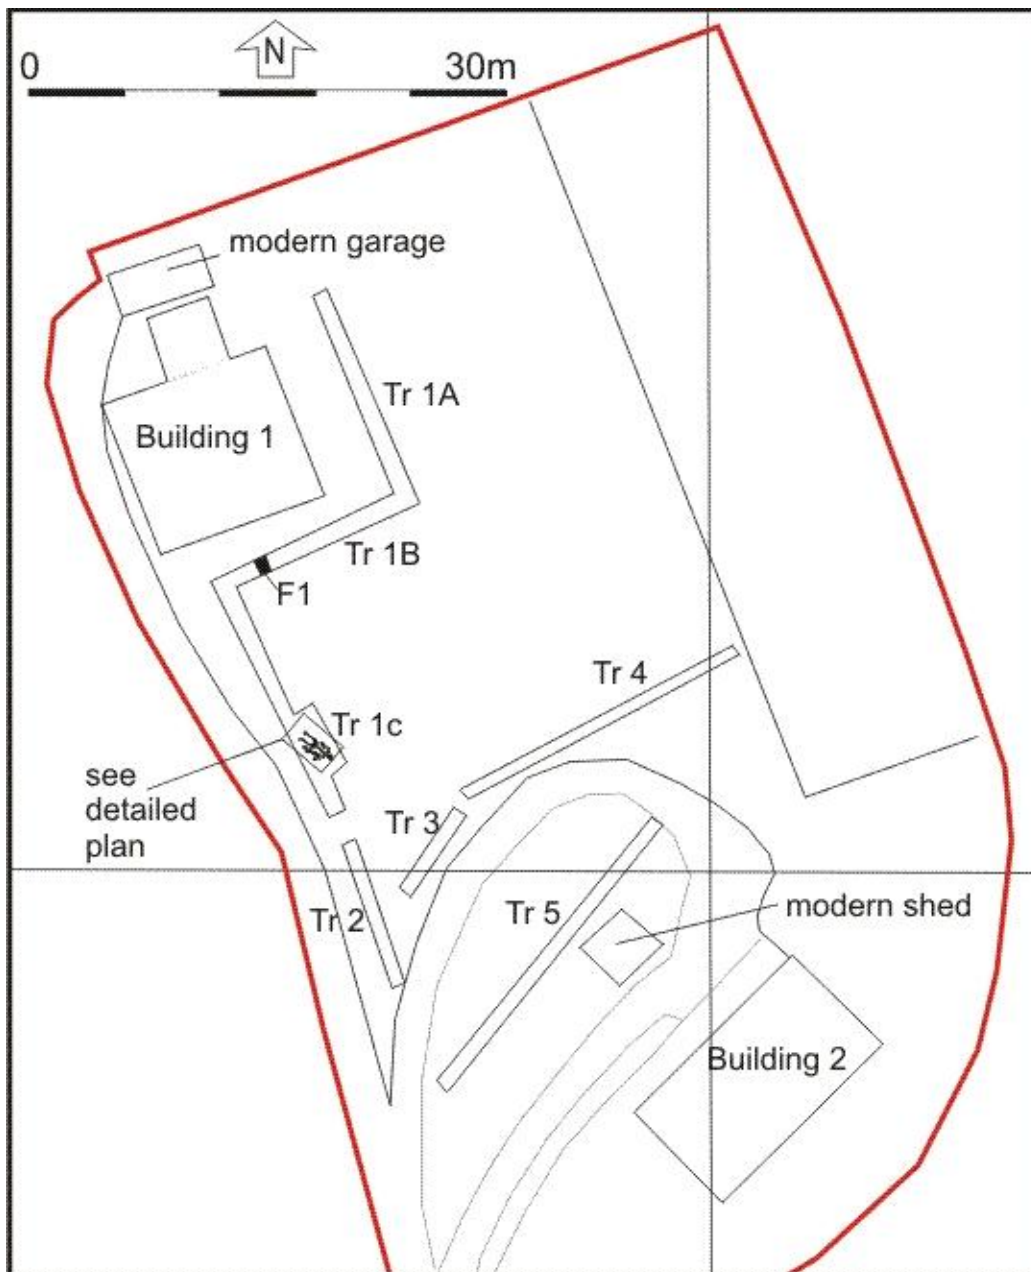 N
0 30m
modern garage
Tr 1A
Building 1
Tr 1B
F1
Tr 4
Tr 1c
see
detailed
plan
Tr 3
Tr 2
Tr 5
modern shed
Building 2